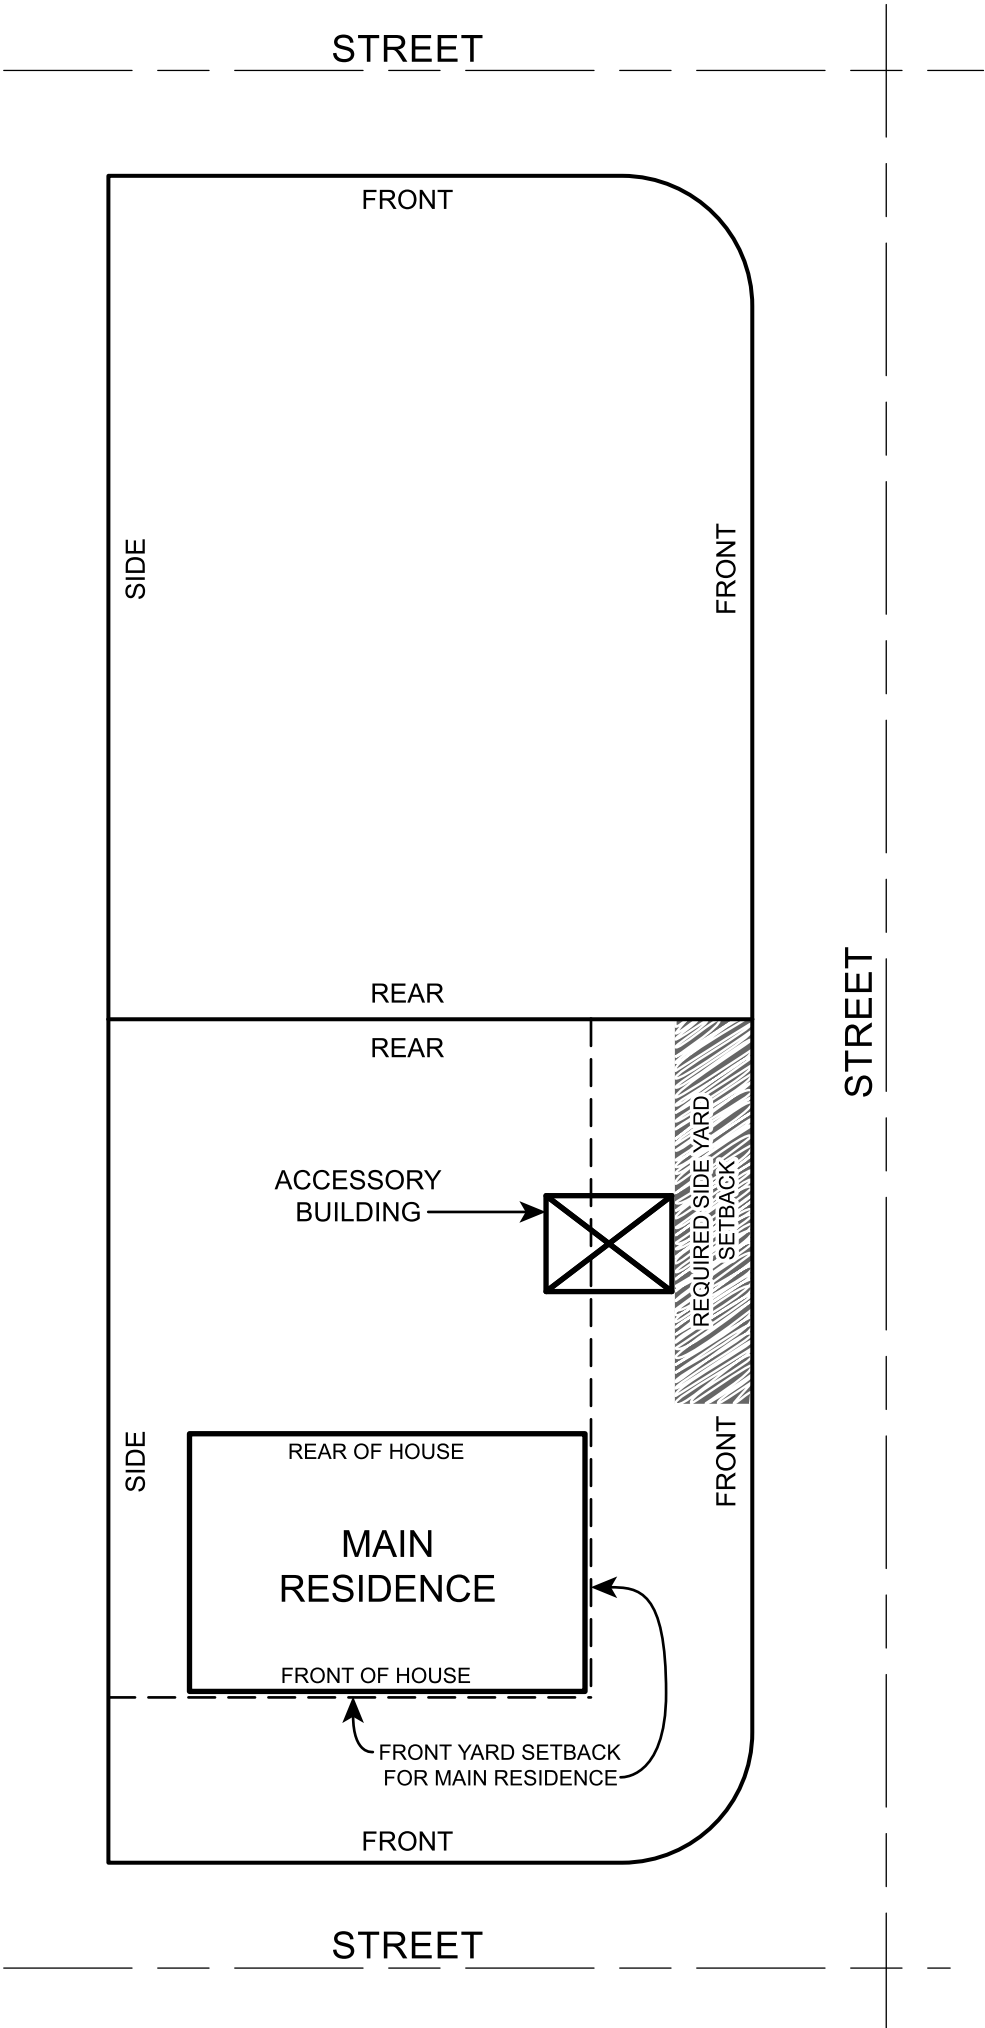 STREET
FRONT
SIDE
FRONT
REAR
STREET
REAR
ACCESSORY
BUILDING
REQUIRED SIDE YARD
SETBACK
SIDE
FRONT
REAR OF HOUSE
MAIN
RESIDENCE
FRONT OF HOUSE
FRONT YARD SETBACK
FOR MAIN RESIDENCE
FRONT
STREET